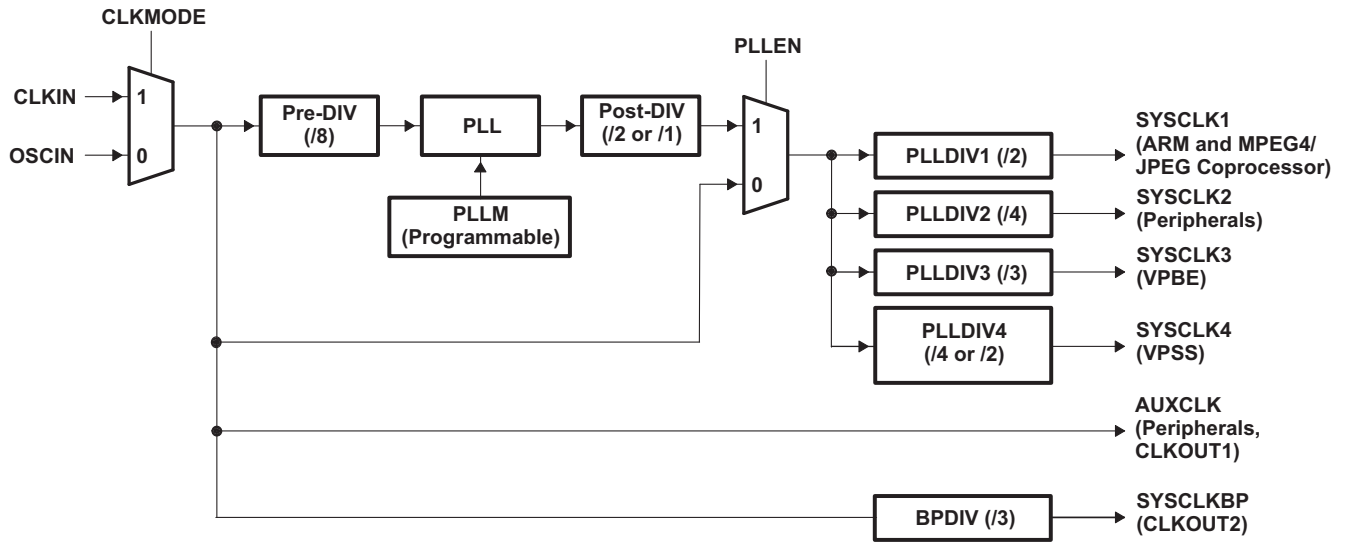 CLKMODE
CLKIN
OSCIN
1
0
Pre-DIV
(/8)
PLL
PLLM
(Programmable)
Post-DIV
(/2 or /1)
PLLEN
1
0
PLLDIV1 (/2)
PLLDIV2 (/4)
PLLDIV3 (/3)
PLLDIV4
(/4 or /2)
BPDIV (/3)
SYSCLK1
(ARM and MPEG4/
JPEG Coprocessor)
SYSCLK2
(Peripherals)
SYSCLK3
(VPBE)
SYSCLK4
(VPSS)
AUXCLK
(Peripherals,
CLKOUT1)
SYSCLKBP
(CLKOUT2)